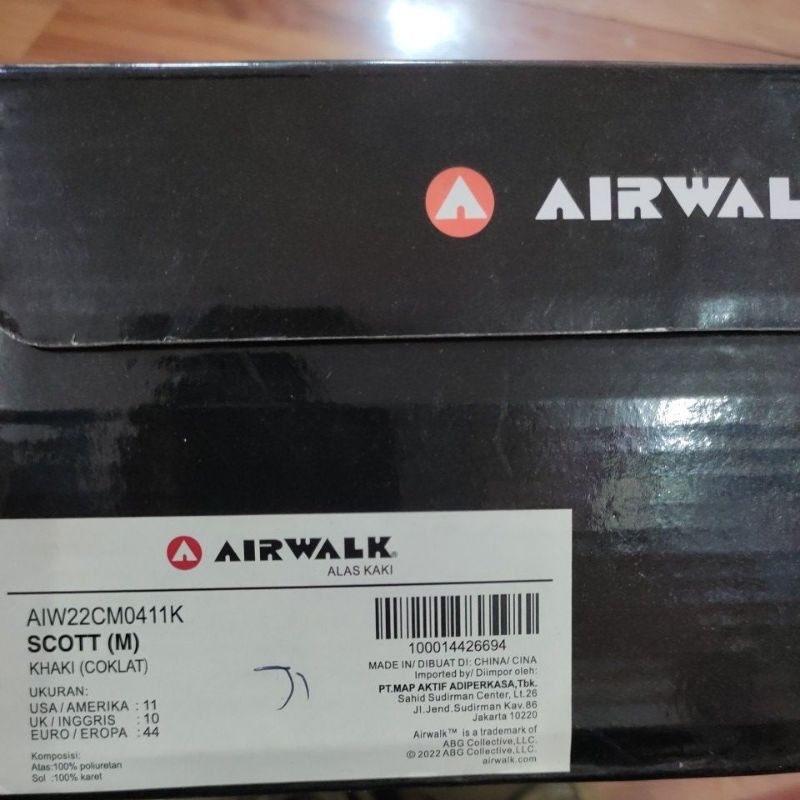 AIRWAL
AIRWALK®
ALAS KAKI
AIW22CM0411K
SCOTT (M)
KHAKI (COKLAT)
UKURAN:
USA / AMERIKA : 11
UK / INGGRIS : 10
EURO / EROPA : 44
Komposisi:
Atas:100% poliuretan
Sol :100% karet
100014426694
MADE IN/ DIBUAT DI: CHINA/ CINA
Imported by/ Diimpor oleh:
PT.MAP AKTIF ADIPERKASA,Tbk.
Sahid Sudirman Center, Lt.26
Jl.Jend.Sudirman Kav.86
Jakarta 10220
Airwalk™ is a trademark of
ABG Collective,LLC.
©2022 ABG Collective,LLC.
airwalk.com